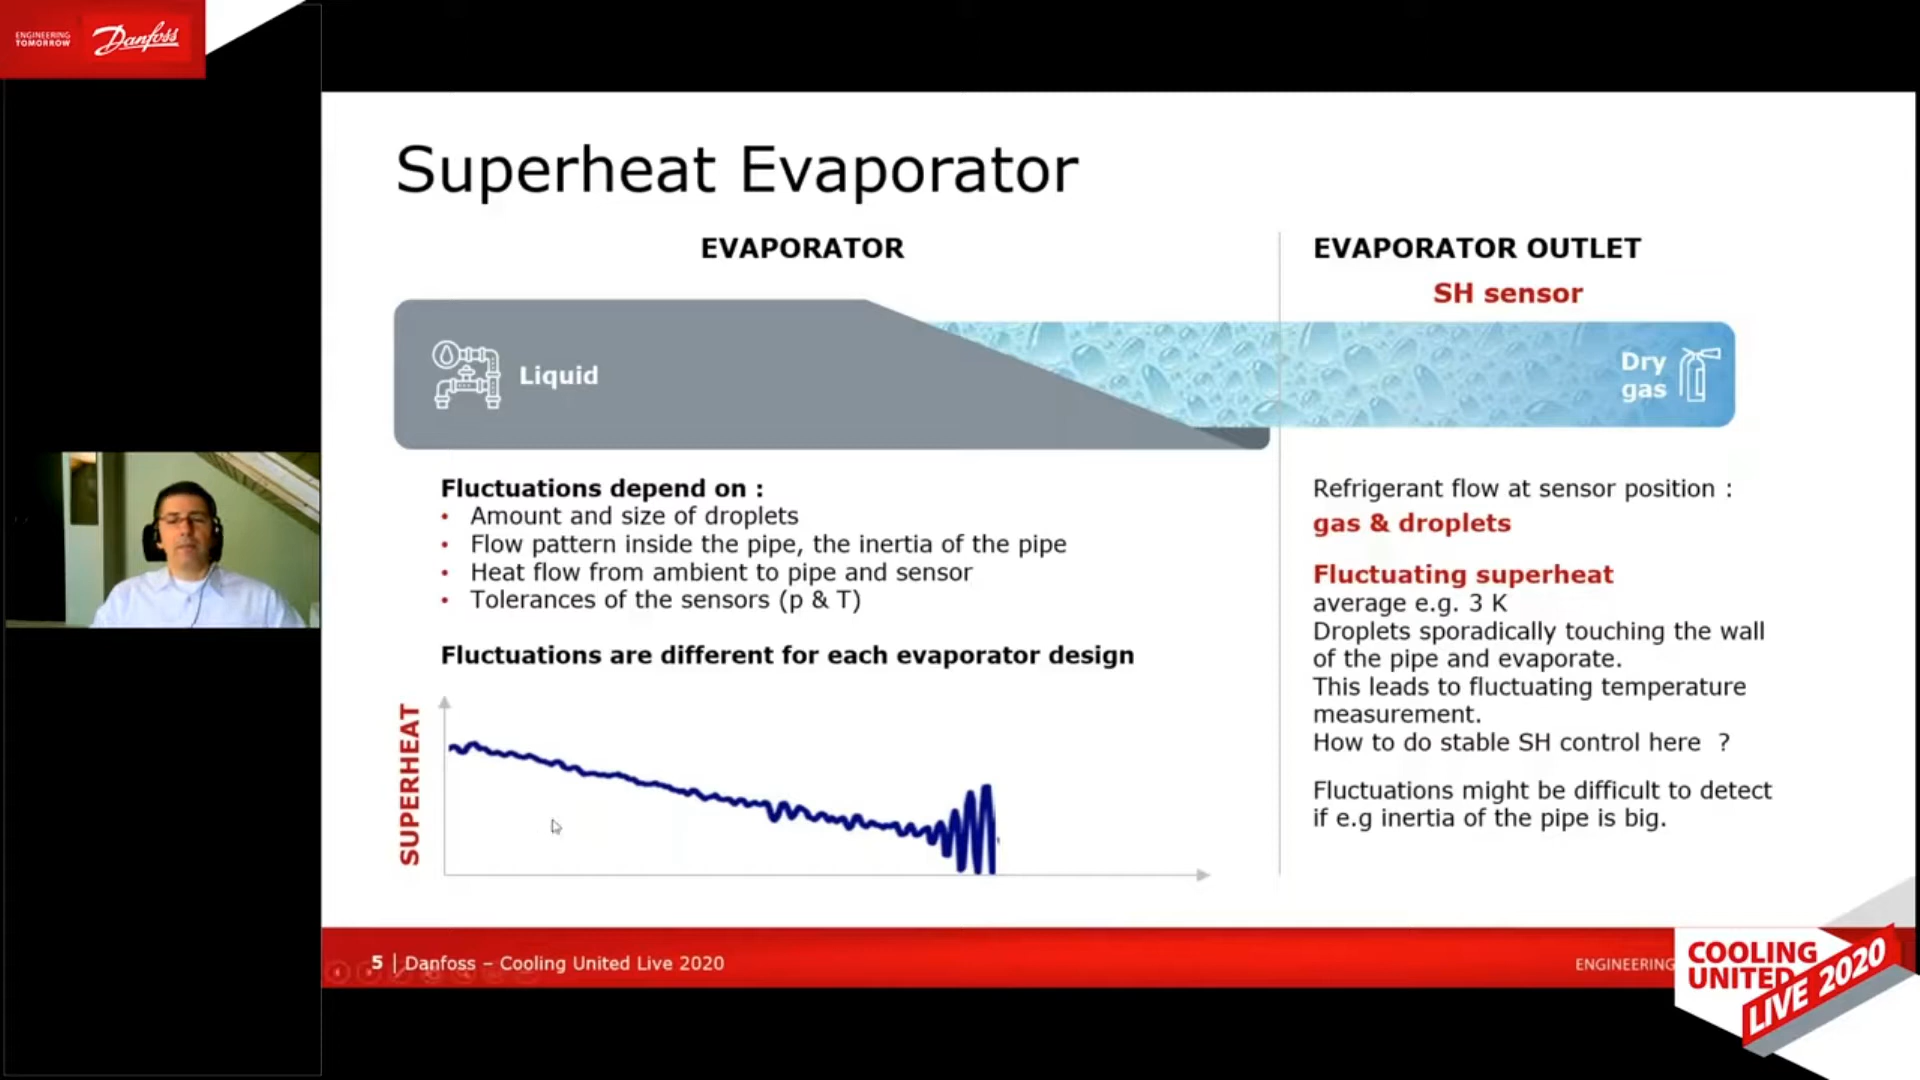 ENGINEERING
TOMORROW
Danfoss
Superheat Evaporator
EVAPORATOR
Liquid
Fluctuations depend on :
• Amount and size of droplets
• Flow pattern inside the pipe, the inertia of the pipe
• Heat flow from ambient to pipe and sensor
• Tolerances of the sensors (p & T)
Fluctuations are different for each evaporator design
SUPERHEAT
EVAPORATOR OUTLET
SH sensor
Dry
gas
Refrigerant flow at sensor position :
gas & droplets
Fluctuating superheat
average e.g. 3 K
Droplets sporadically touching the wall
of the pipe and evaporate.
This leads to fluctuating temperature
measurement.
How to do stable SH control here ?
Fluctuations might be difficult to detect
if e.g inertia of the pipe is big.
5 | Danfoss – Cooling United Live 2020
ENGINEERING
COOLING
UNITED
LIVE 2020